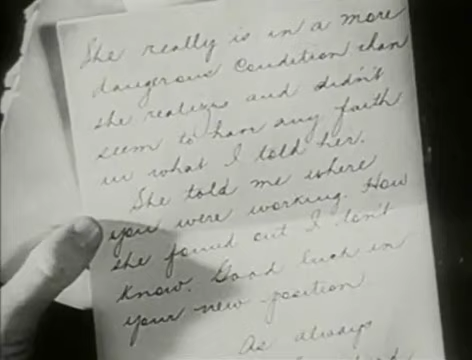 She really is in a more
dangerous condition than
she realizes and didn't
seem to have any faith
in what I told her.
She told me where
you were working. How
she found out I don't
know. Good luck in
your new position
As always